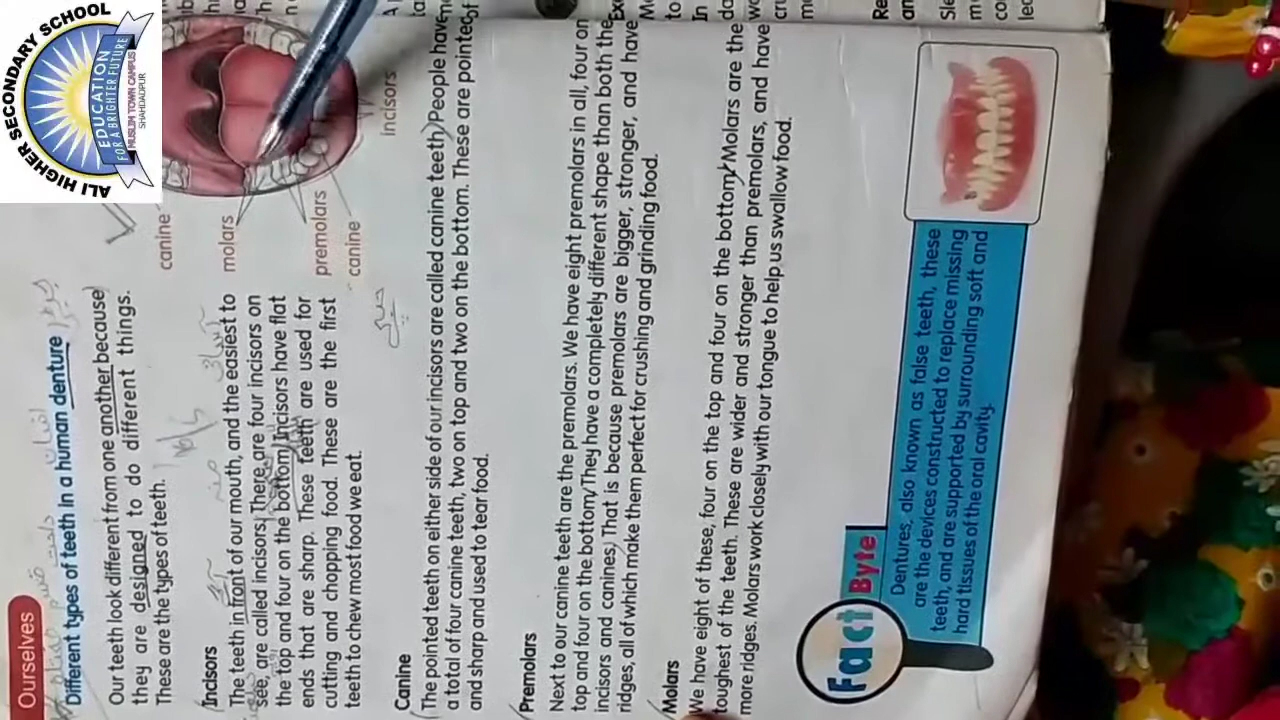 ALI HIGHER SECONDARY SCHOOL
EDUCATION
FOR A BRIGHTER FUTURE
MUSLIM TOWN CAMPUS
SHAHDADPUR
Ourselves
Different types of teeth in a human denture
Our teeth look different from one another because
they are designed to do different things.
These are the types of teeth.
Incisors
The teeth in front of our mouth, and the easiest to
see, are called incisors. There are four incisors on
the top and four on the bottom. Incisors have flat
ends that are sharp. These teeth are used for
cutting and chopping food. These are the first
teeth to chew most food we eat.
canine
molars
premolars
canine
incisors
Canine
The pointed teeth on either side of our incisors are called canine teeth. People have
a total of four canine teeth, two on top and two on the bottom. These are pointed
and sharp and used to tear food.
Premolars
Next to our canine teeth are the premolars. We have eight premolars in all, four on
top and four on the bottom. They have a completely different shape than both the
incisors and canines. That is because premolars are bigger, stronger, and have
ridges, all of which make them perfect for crushing and grinding food.
Molars
We have eight of these, four on the top and four on the bottom. Molars are the
toughest of the teeth. These are wider and stronger than premolars, and have
more ridges. Molars work closely with our tongue to help us swallow food.
Fact Byte
Dentures, also known as false teeth, these
are the devices constructed to replace missing
teeth, and are supported by surrounding soft and
hard tissues of the oral cavity.